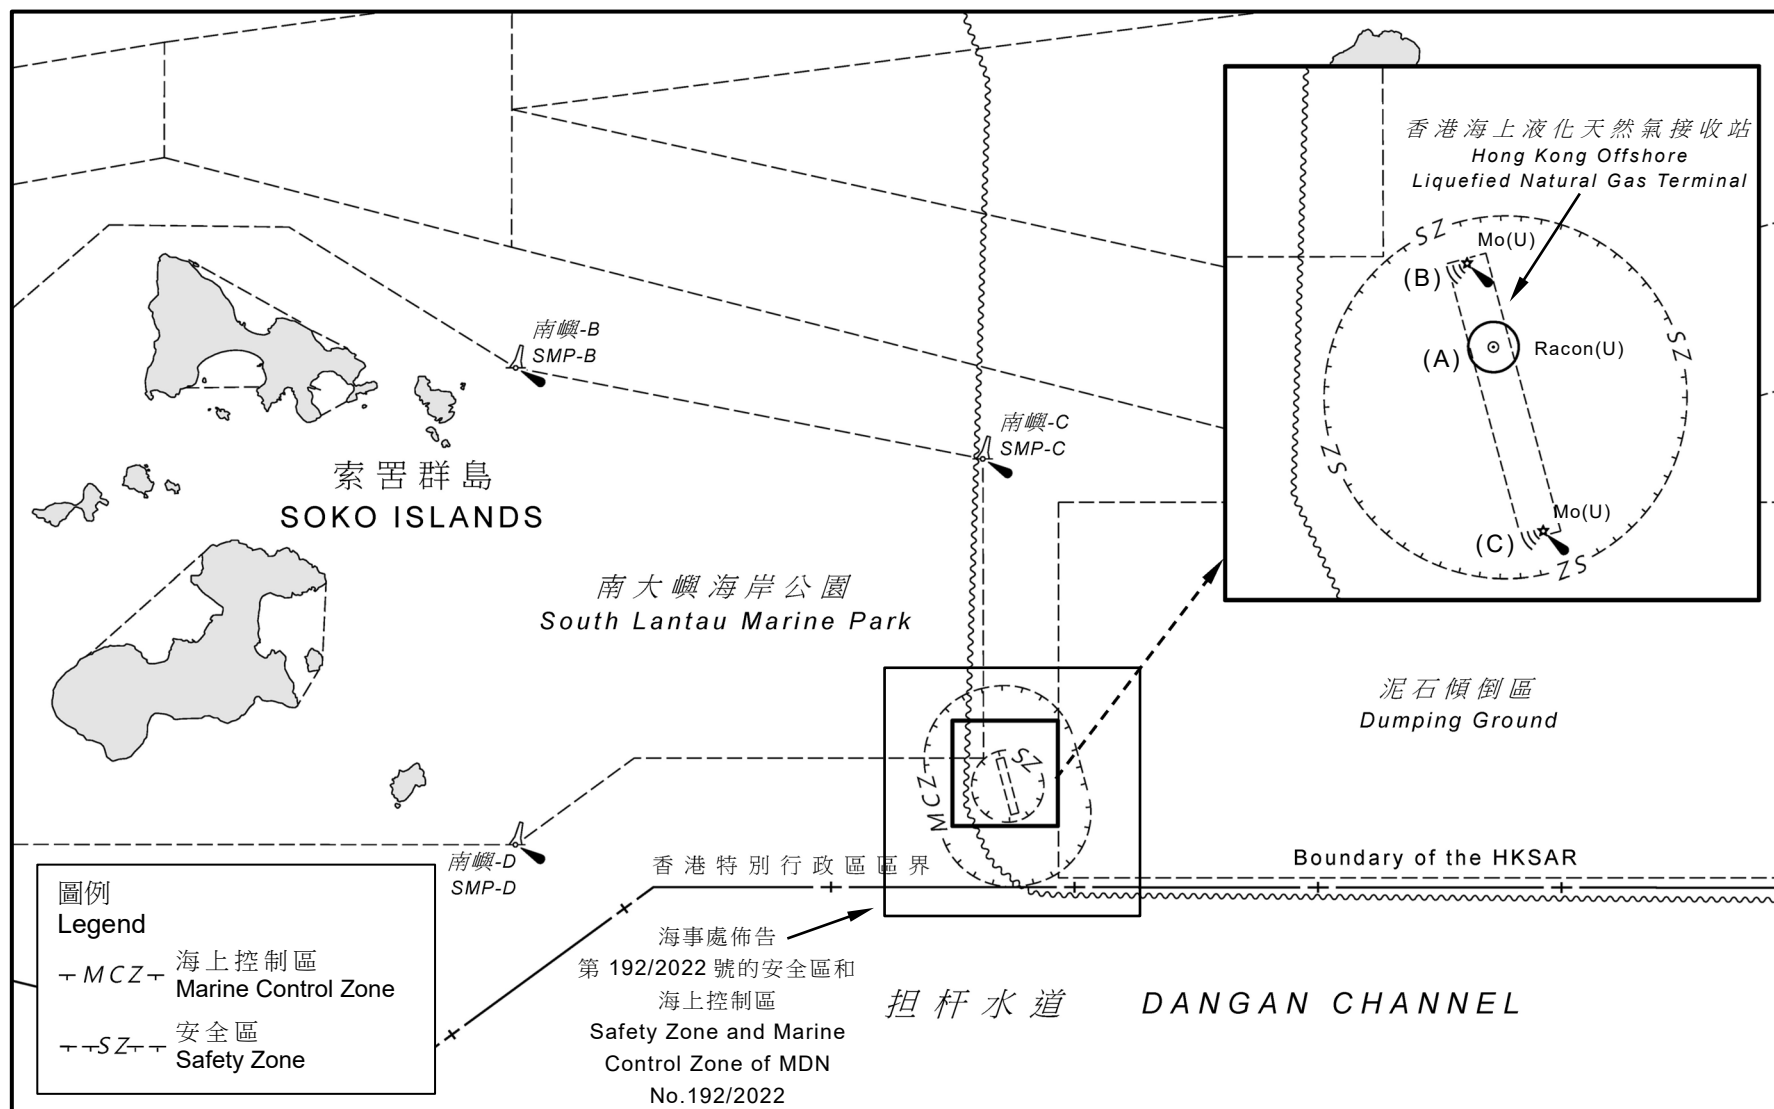 香港海上液化天然氣接收站
Hong Kong Offshore
Liquefied Natural Gas Terminal
SZ
Mo(U)
(B)
SZ
(A)
Racon(U)
SZ
Mo(U)
(C)
SZ
南嶼-B
SMP-B
南嶼-C
SMP-C
索罟群島
SOKO ISLANDS
南大嶼海岸公園
South Lantau Marine Park
泥石傾倒區
Dumping Ground
SZ
MCZ
南嶼-D
SMP-D
香港特別行政區區界
Boundary of the HKSAR
海事處佈告
第 192/2022 號的安全區和
海上控制區
Safety Zone and Marine
Control Zone of MDN
No.192/2022
担杆水道 DANGAN CHANNEL
圖例
Legend
MCZ
海上控制區
Marine Control Zone
SZ
安全區
Safety Zone